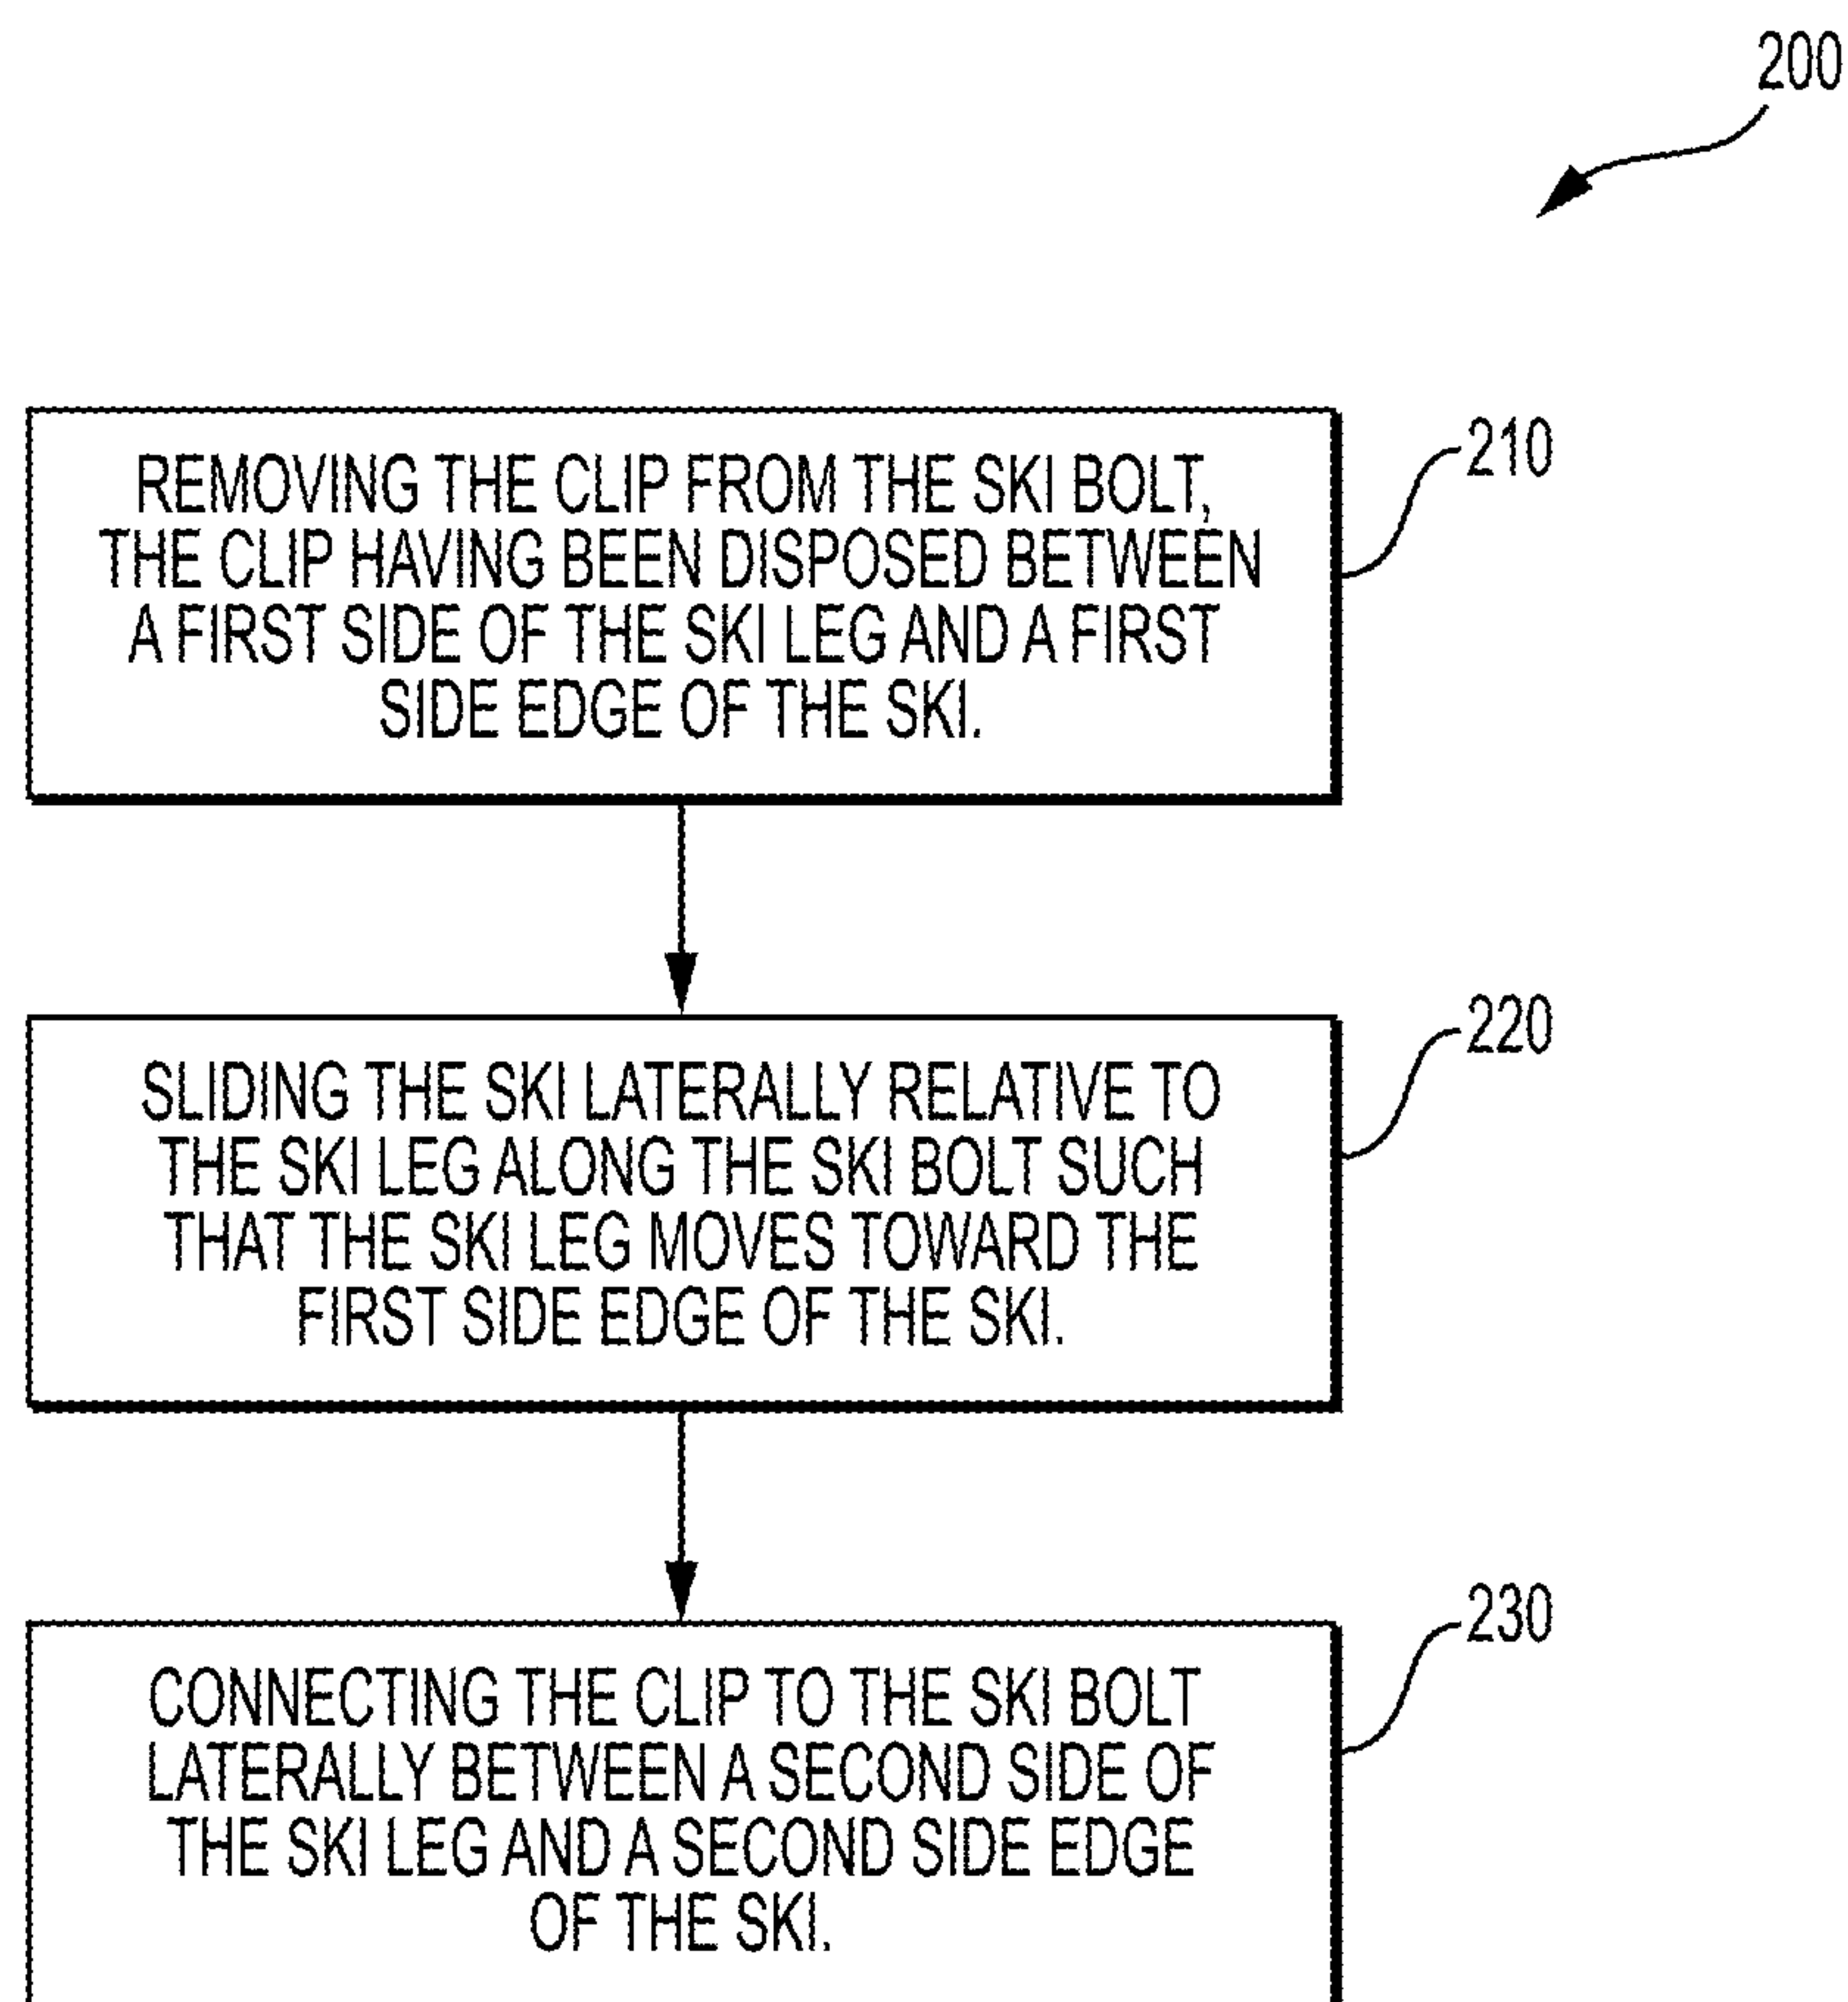 200
REMOVING THE CLIP FROM THE SKI BOLT,
THE CLIP HAVING BEEN DISPOSED BETWEEN
A FIRST SIDE OF THE SKI LEG AND A FIRST
SIDE EDGE OF THE SKI.
210
SLIDING THE SKI LATERALLY RELATIVE TO
THE SKI LEG ALONG THE SKI BOLT SUCH
THAT THE SKI LEG MOVES TOWARD THE
FIRST SIDE EDGE OF THE SKI.
220
CONNECTING THE CLIP TO THE SKI BOLT
LATERALLY BETWEEN A SECOND SIDE OF
THE SKI LEG AND A SECOND SIDE EDGE
OF THE SKI.
230